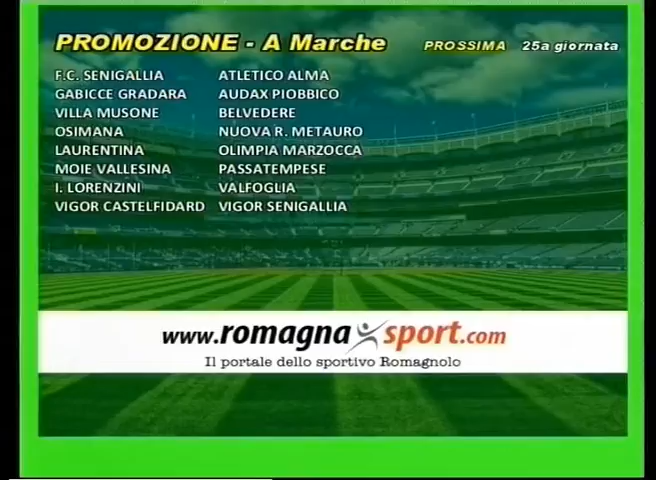 PROMOZIONE - A Marche PROSSIMA 25a giornata
F.C. SENIGALLIA ATLETICO ALMA
GABICCE GRADARA AUDAX PIOBBICO
VILLA MUSONE BELVEDERE
OSIMANA NUOVA R. METAURO
LAURENTINA OLIMPIA MARZOCCA
MOIE VALLESINA PASSATEMPESE
I. LORENZINI VALFOGLIA
VIGOR CASTELFIDARD VIGOR SENIGALLIA
www.romagnasport.com
Il portale dello sportivo Romagnolo